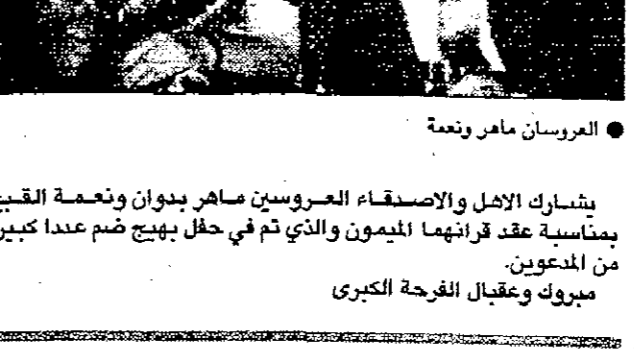 ● العروسان ماهر ونعمة
يشارك الاهل والاصدقاء العروسين ماهر بدوان ونعمة
بمناسبة عقد قرانهما الميمون والذي تم في حفل بهيج ضم عددا كبير
من المدعوين.
مبروك وعقبال الفرحة الكبرى